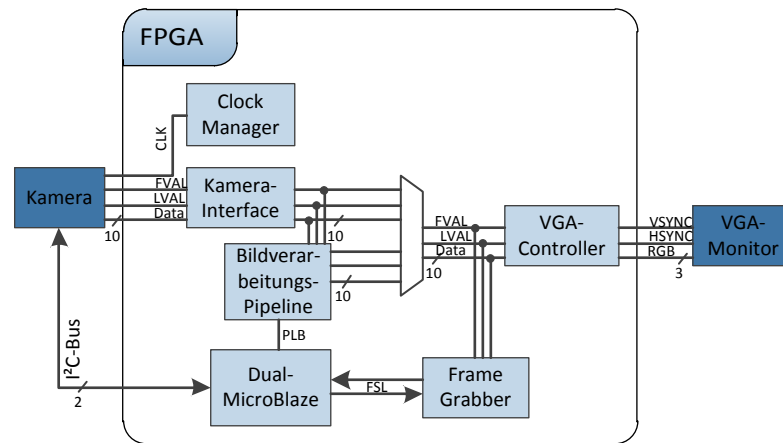 FPGA
Clock
Manager
CLK
Kamera
FVAL
LVAL
Data
10
Kamera-
Interface
10
Bildverar-
beitungs-
Pipeline
10
FVAL
LVAL
Data
10
VGA-
Controller
VSYNC
HSYNC
RGB
3
VGA-
Monitor
PLB
I²C-Bus
2
Dual-
MicroBlaze
FSL
Frame
Grabber